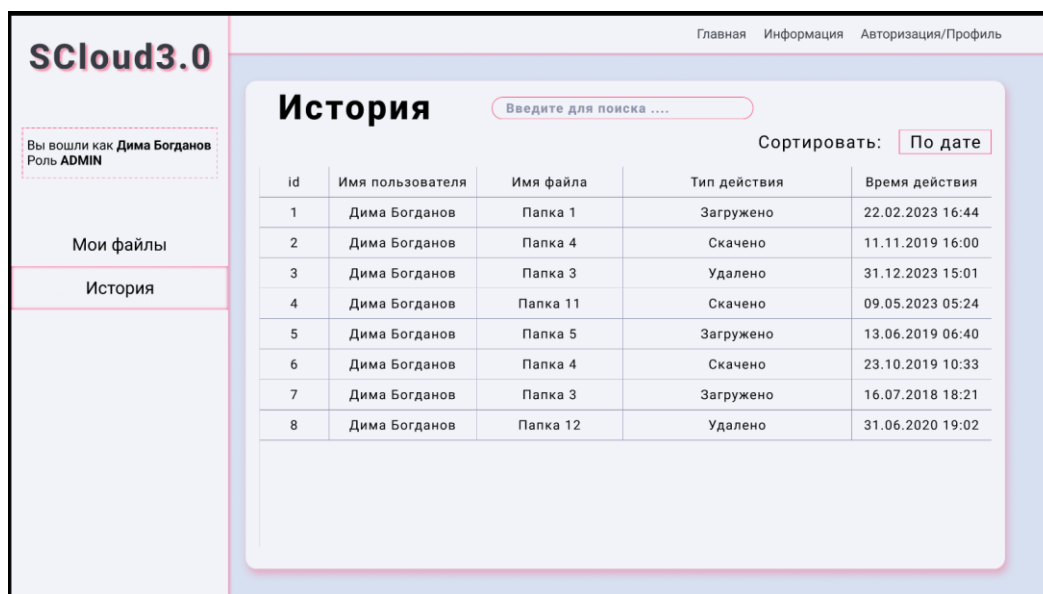 SCloud3.0
Главная Информация Авторизация/Профиль
Вы вошли как Дима Богданов
Роль ADMIN
Мои файлы
История
История
Введите для поиска ....
Сортировать: По дате
id Имя пользователя Имя файла Тип действия Время действия
1 Дима Богданов Папка 1 Загружено 22.02.2023 16:44
2 Дима Богданов Папка 4 Скачено 11.11.2019 16:00
3 Дима Богданов Папка 3 Удалено 31.12.2023 15:01
4 Дима Богданов Папка 11 Скачено 09.05.2023 05:24
5 Дима Богданов Папка 5 Загружено 13.06.2019 06:40
6 Дима Богданов Папка 4 Скачено 23.10.2019 10:33
7 Дима Богданов Папка 3 Загружено 16.07.2018 18:21
8 Дима Богданов Папка 12 Удалено 31.06.2020 19:02